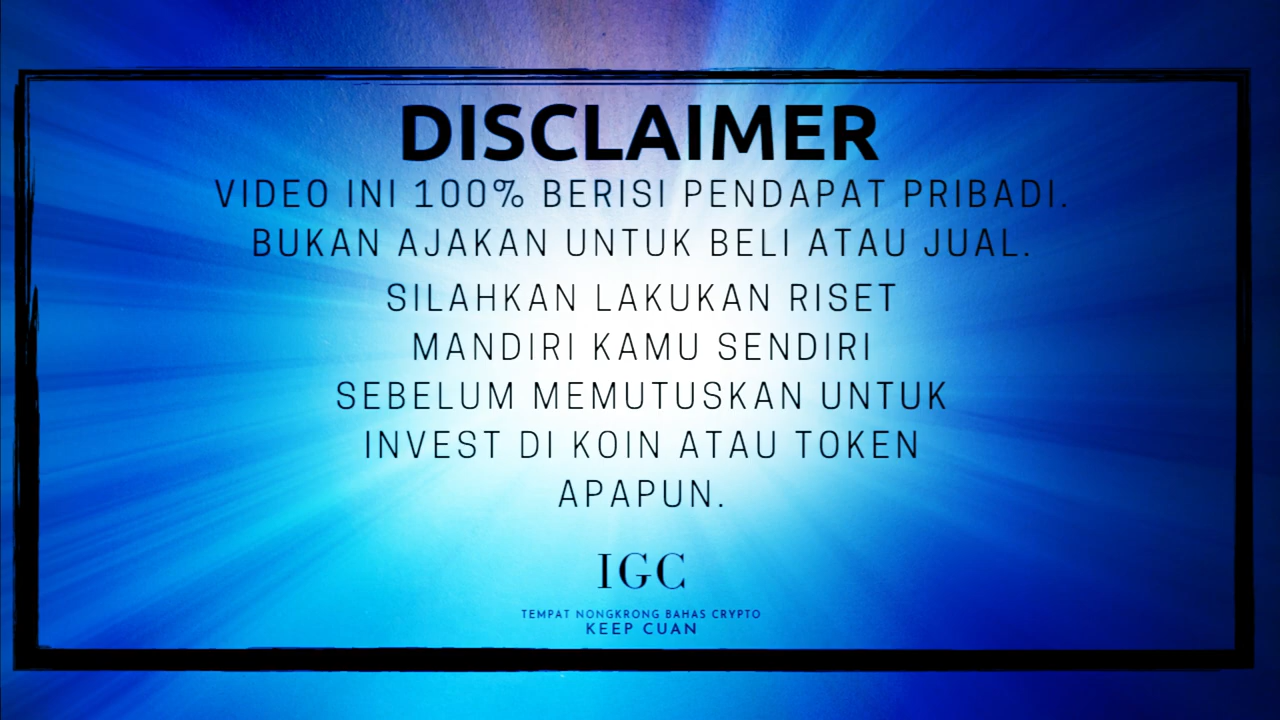 DISCLAIMER
VIDEO INI 100% BERISI PENDAPAT PRIBADI.
BUKAN AJAKAN UNTUK BELI ATAU JUAL.
SILAHKAN LAKUKAN RISET
MANDIRI KAMU SENDIRI
SEBELUM MEMUTUSKAN UNTUK
INVEST DI KOIN ATAU TOKEN
APAPUN.
IGC
TEMPAT NONGKRONG BAHAS CRYPTO
KEEP CUAN